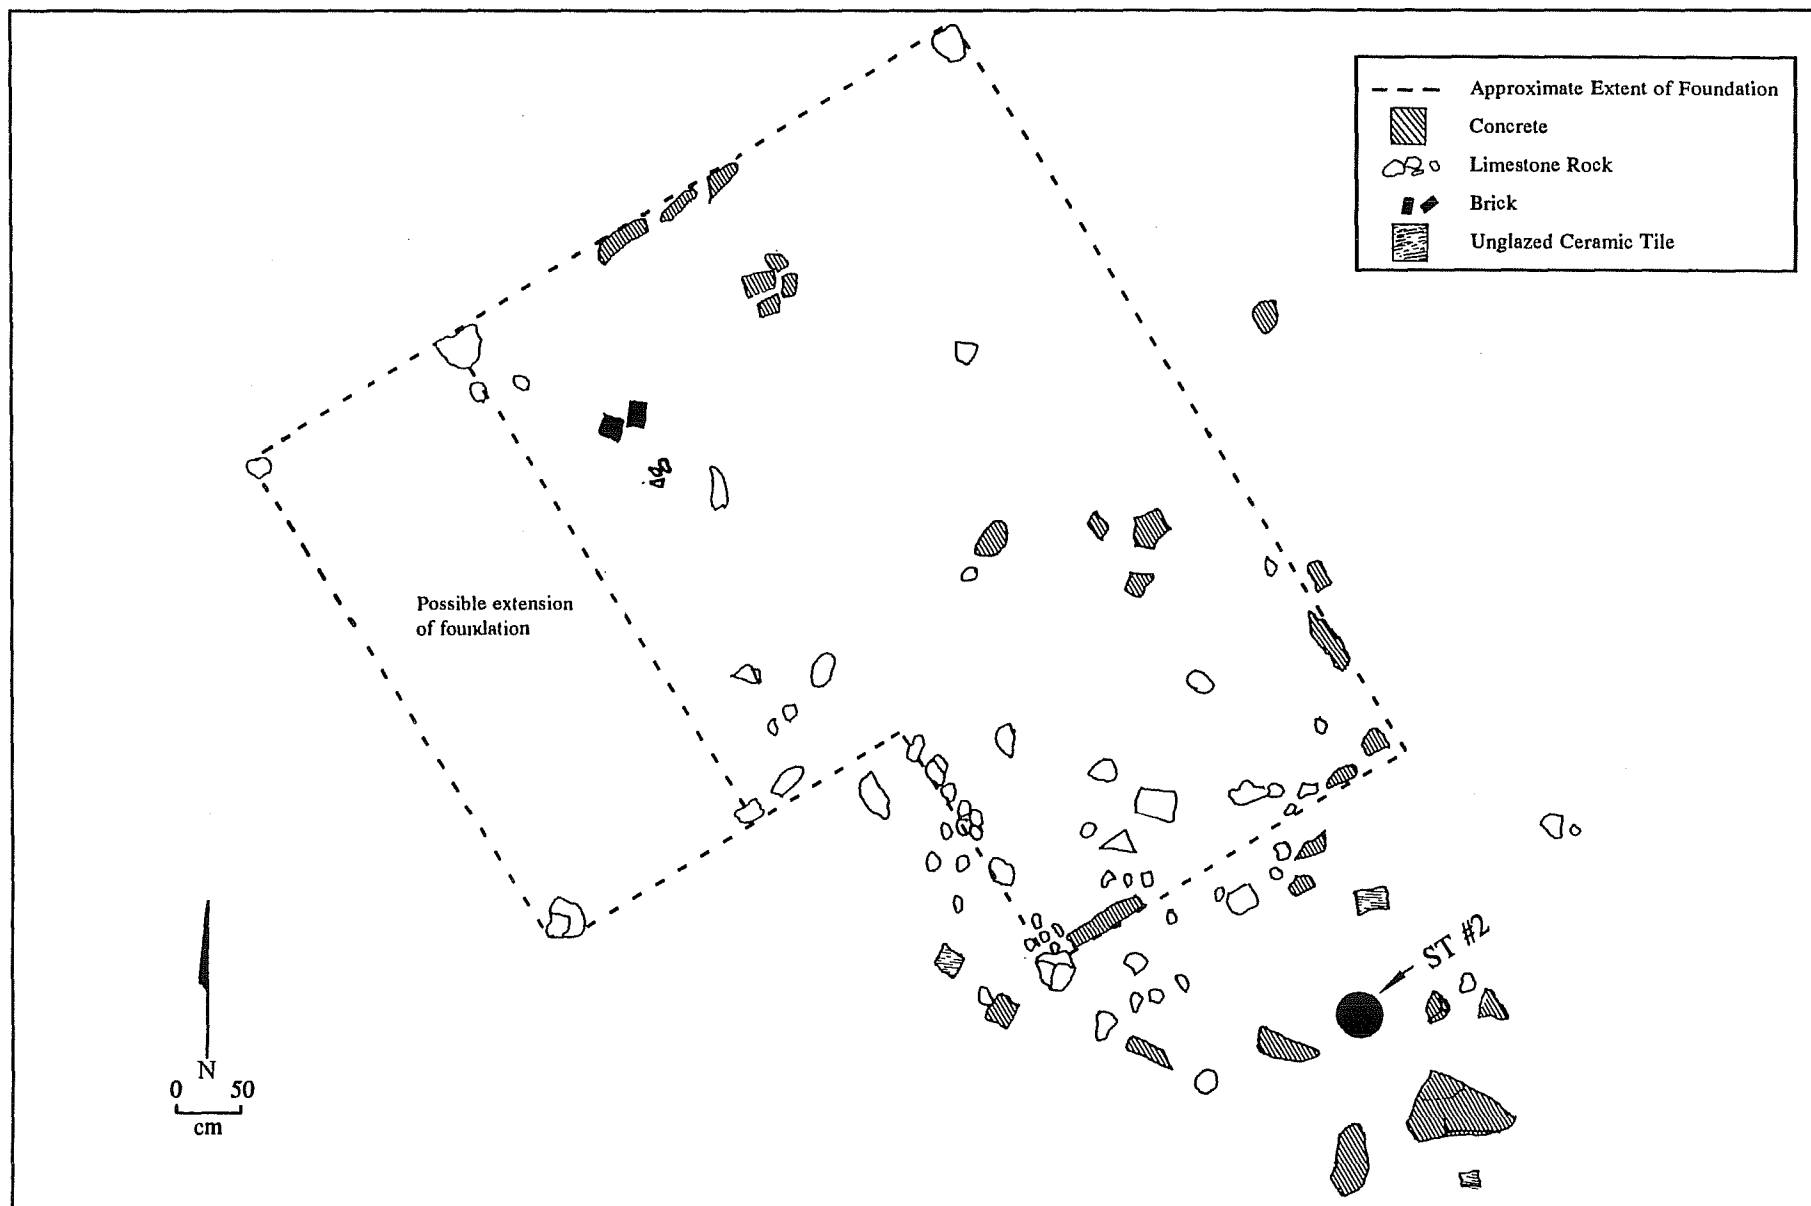 Approximate Extent of Foundation
Concrete
Limestone Rock
Brick
Unglazed Ceramic Tile
Possible extension
of foundation
ST #2
N
0 50
cm